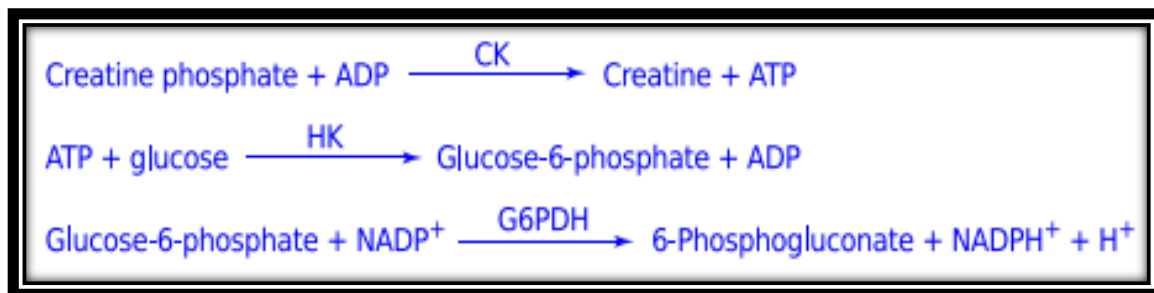 CK
Creatine phosphate + ADP → Creatine + ATP
HK
ATP + glucose → Glucose-6-phosphate + ADP
G6PDH
Glucose-6-phosphate + NADP⁺ → 6-Phosphogluconate + NADPH⁺ + H⁺